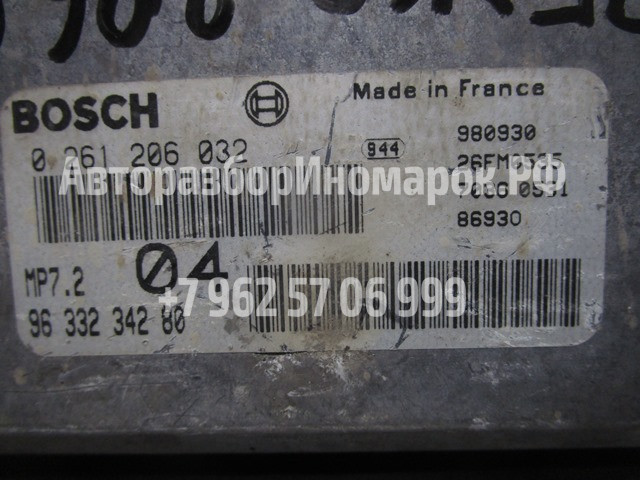 BOSCH
Made in France
0 261 206 032
944
980930
АвторазборИномарок.РФ
86930
MP7.2
04
+7 962 57 06 999
96 332 342 80